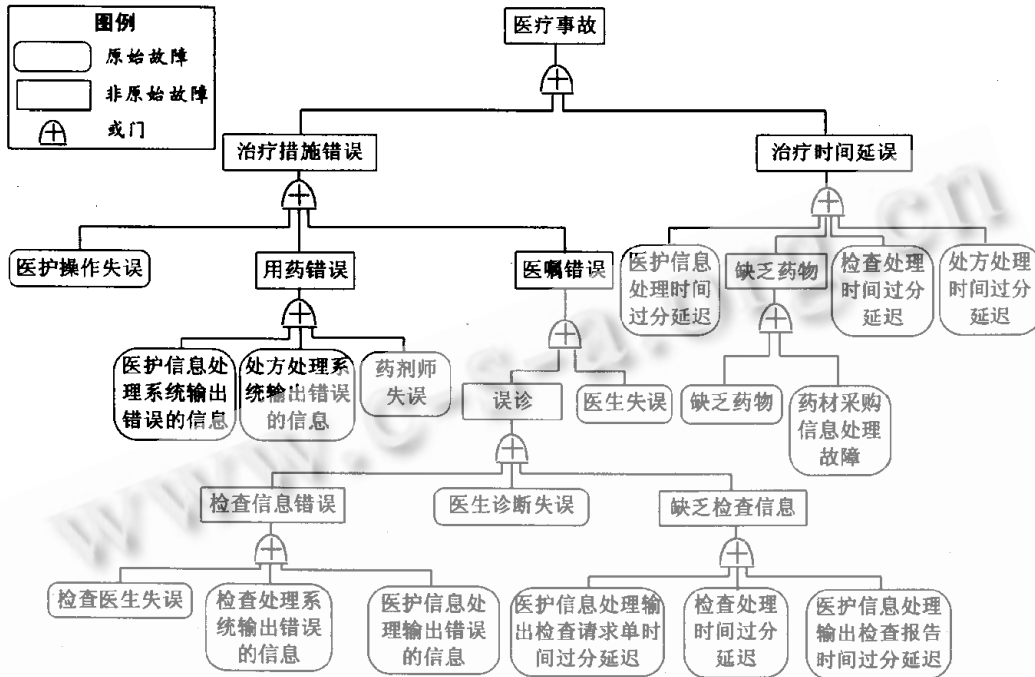 图例
原始故障
非原始故障
或门
医疗事故
治疗措施错误
治疗时间延误
医护操作失误
用药错误
医嘱错误
医护信息
处理时间
过分延迟
缺乏药物
检查处理
时间过分
延迟
处方处理
时间过分
延迟
医护信息处
理系统输出
错误的信息
处方处理系
统输出错误
的信息
药剂师
失误
误诊
医生失误
缺乏药物
药材采购
信息处理
故障
检查信息错误
医生诊断失误
缺乏检查信息
检查医生失误
检查处理系
统输出错误
的信息
医护信息处
理输出错误
的信息
医护信息处理输
出检查请求单时
间过分延迟
检查处理
时间过分
延迟
医护信息处理
输出检查报告
时间过分延迟
www.c-s-a.org.cn